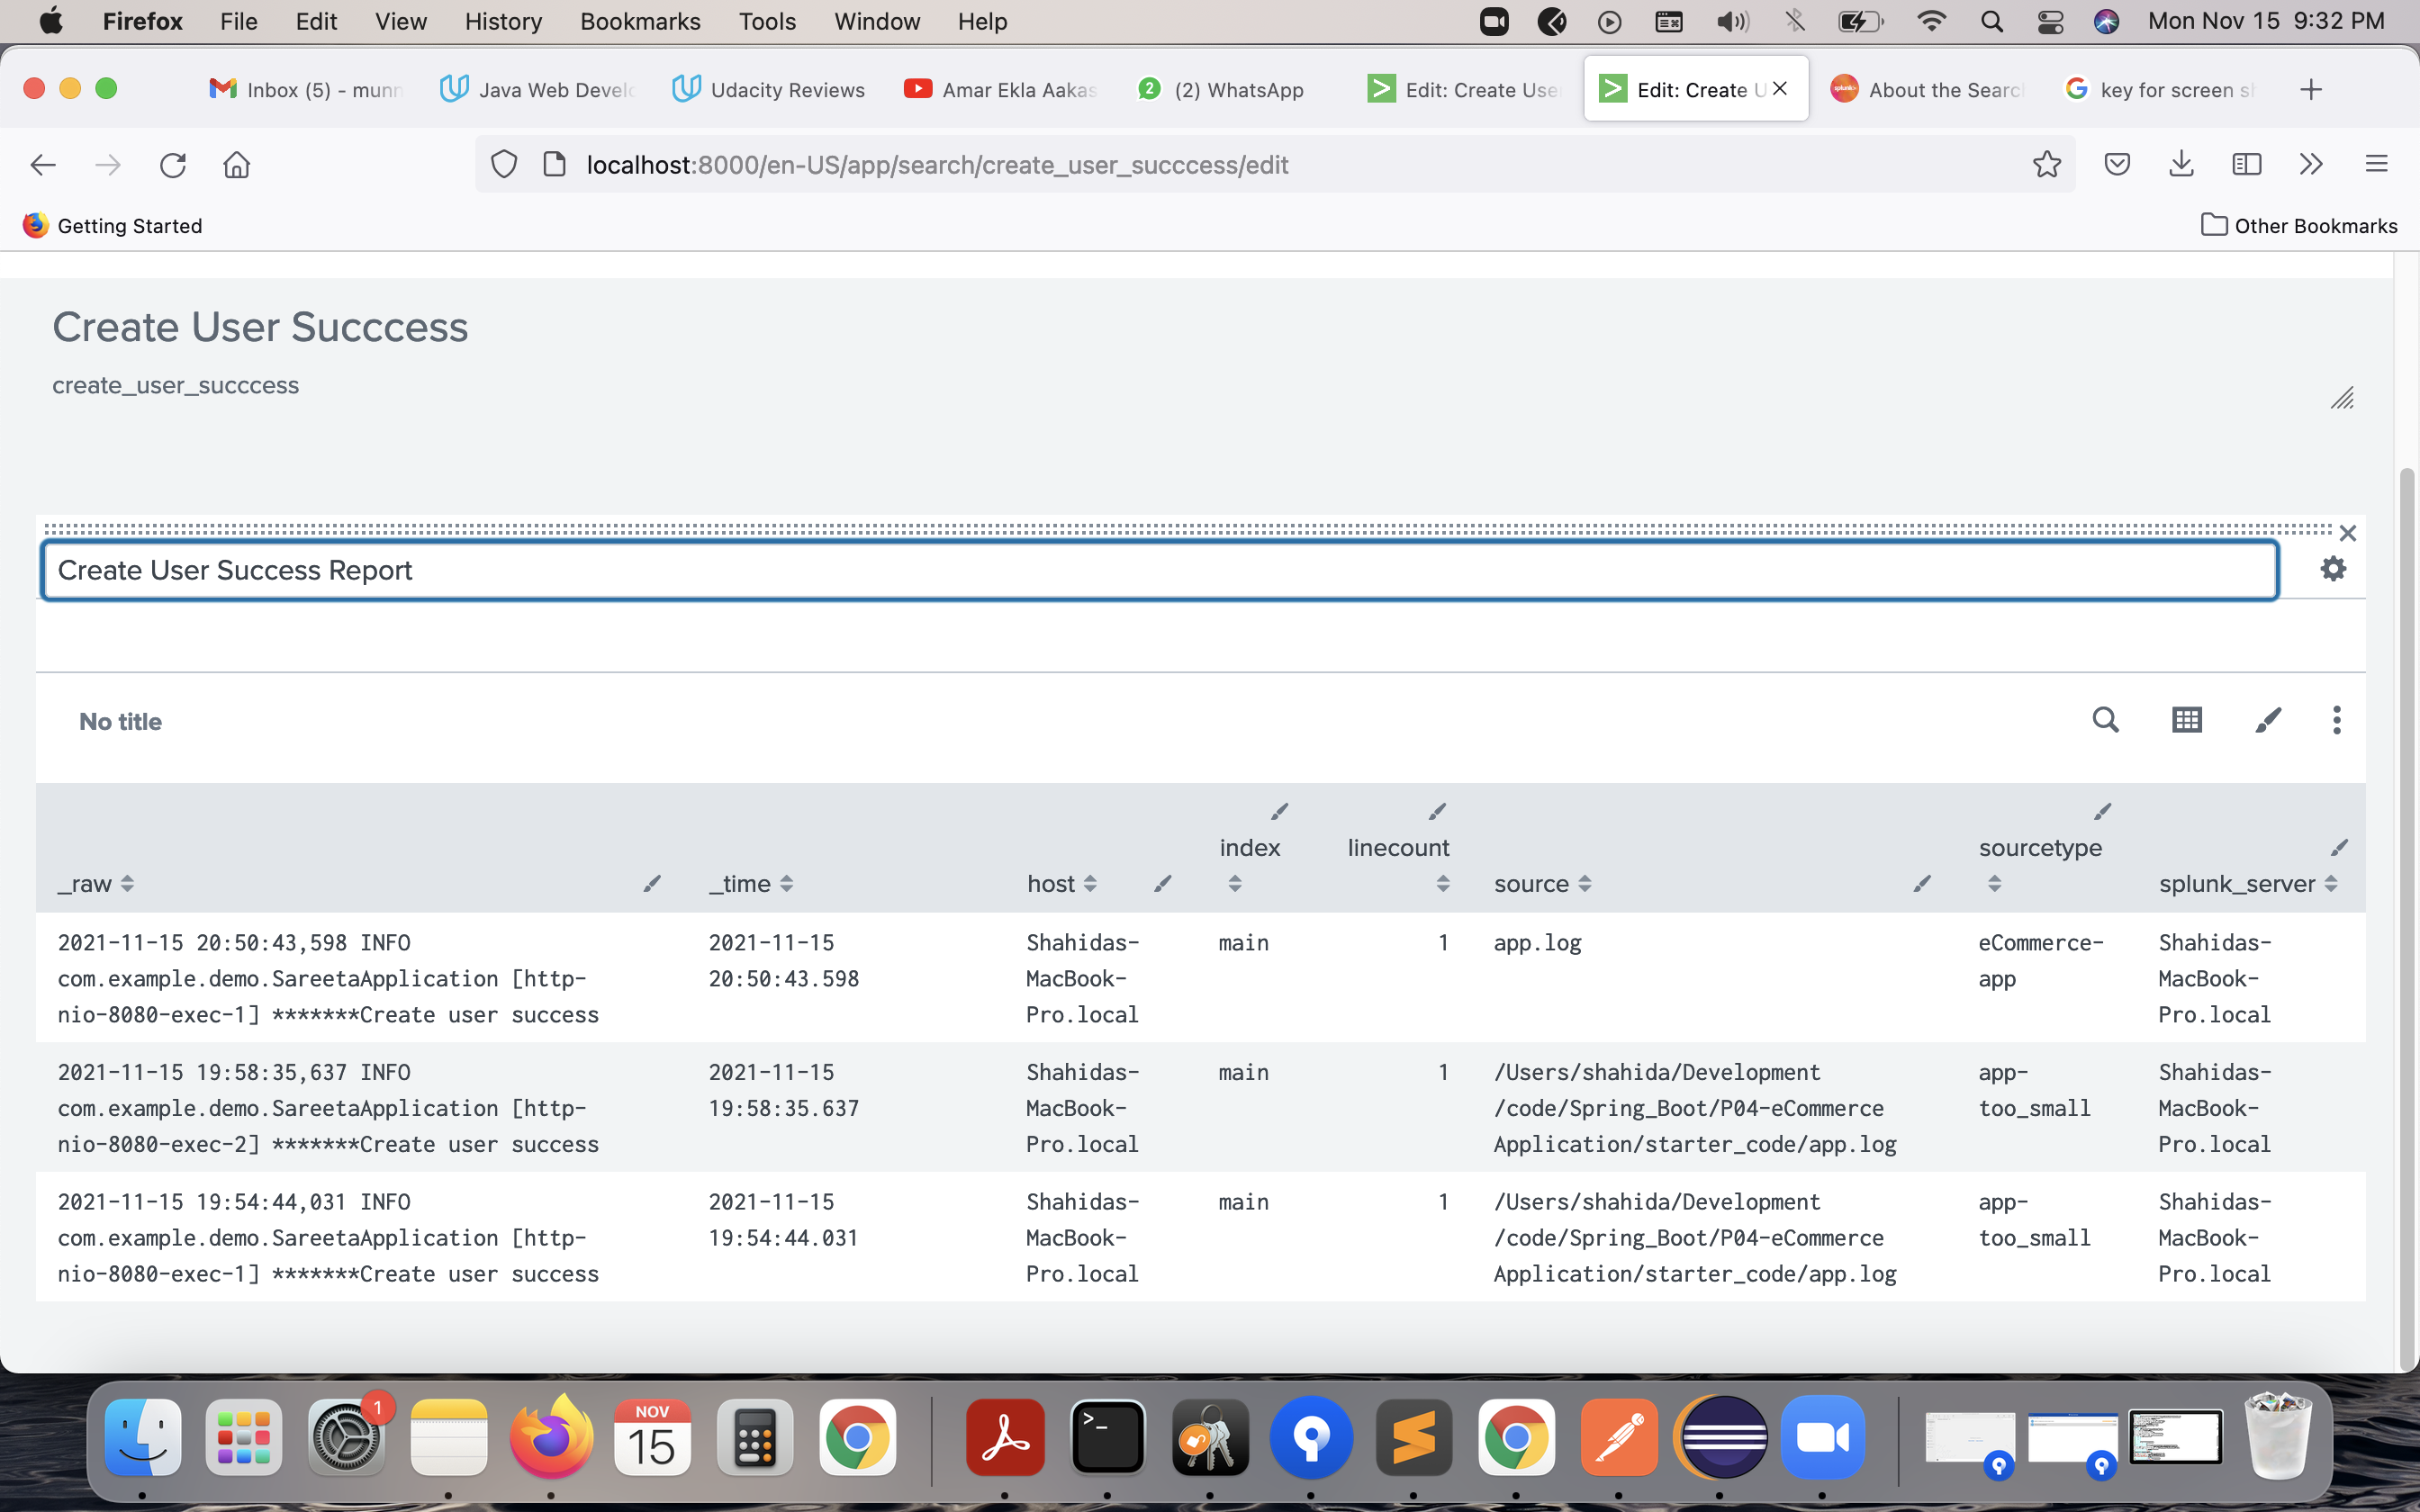 Firefox File Edit View History Bookmarks Tools Window Help Mon Nov 15 9:32 PM
Inbox (5) - munn Java Web Develo Udacity Reviews Amar Ekla Aakas 2 (2) WhatsApp Edit: Create Use Edit: Create U About the Searc key for screen s
localhost:8000/en-US/app/search/create_user_succcess/edit
Getting Started Other Bookmarks
Create User Succcess
create_user_succcess
Create User Success Report
No title
index linecount sourcetype
_raw _time host source splunk_server
2021-11-15 20:50:43,598 INFO 2021-11-15 Shahidas- main 1 app.log eCommerce- Shahidas-
com.example.demo.SareetaApplication [http- 20:50:43.598 MacBook- app MacBook-
nio-8080-exec-1] *******Create user success Pro.local Pro.local
2021-11-15 19:58:35,637 INFO 2021-11-15 Shahidas- main 1 /Users/shahida/Development app- Shahidas-
com.example.demo.SareetaApplication [http- 19:58:35.637 MacBook- /code/Spring_Boot/P04-eCommerce too_small MacBook-
nio-8080-exec-2] *******Create user success Pro.local Application/starter_code/app.log Pro.local
2021-11-15 19:54:44,031 INFO 2021-11-15 Shahidas- main 1 /Users/shahida/Development app- Shahidas-
com.example.demo.SareetaApplication [http- 19:54:44.031 MacBook- /code/Spring_Boot/P04-eCommerce too_small MacBook-
nio-8080-exec-1] *******Create user success Pro.local Application/starter_code/app.log Pro.local
1
NOV
15